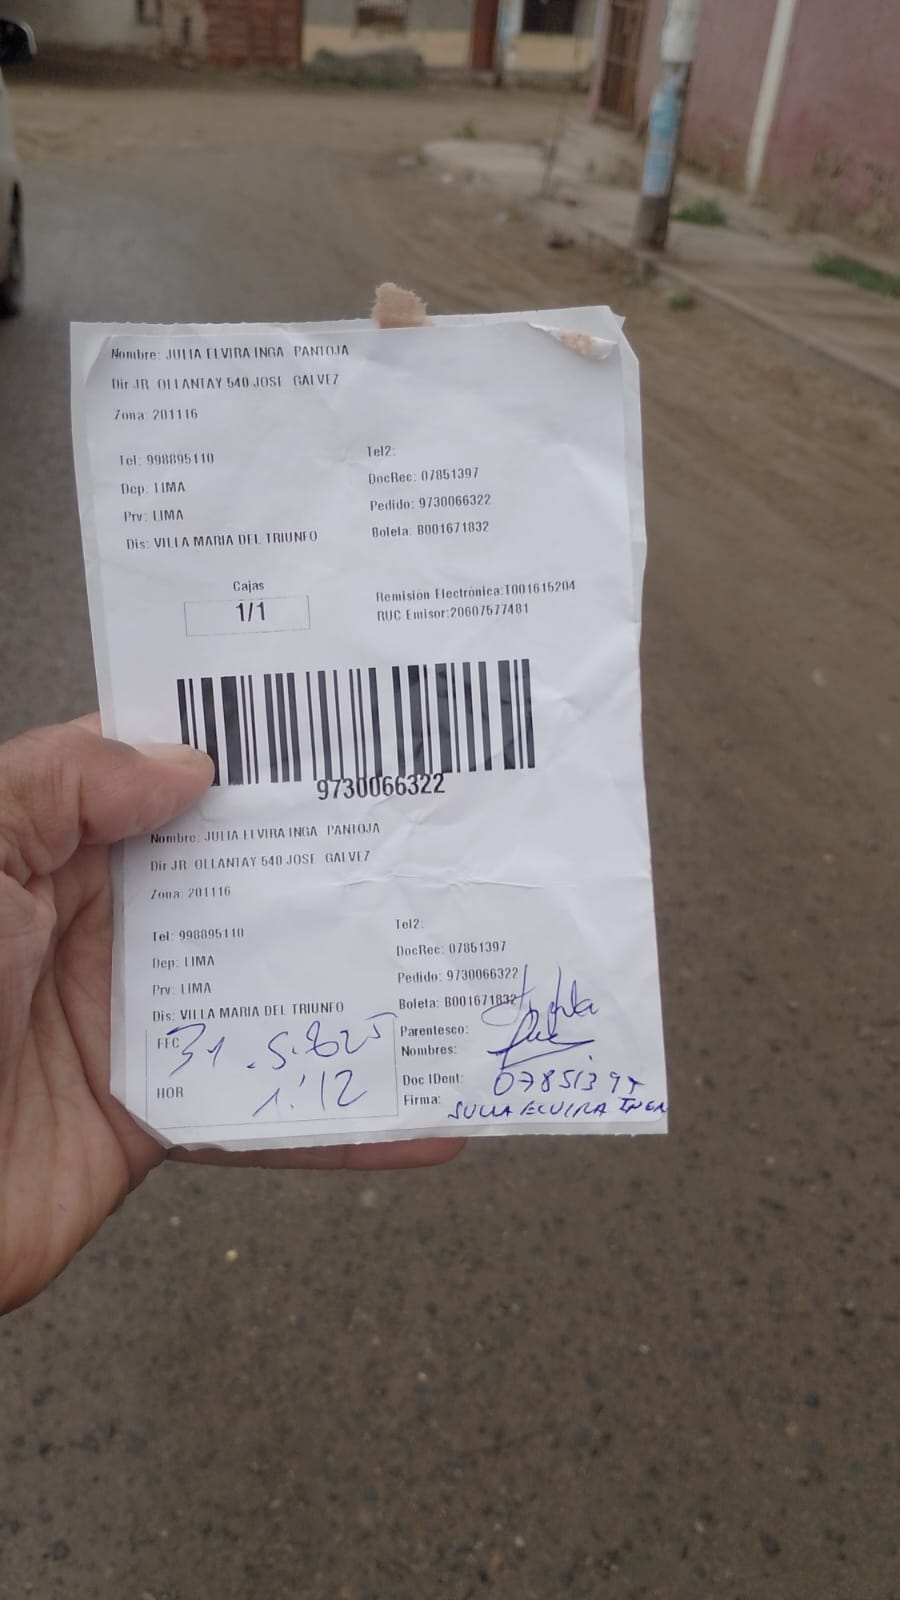 Nombre: JULIA ELVIRA INGA PANTOJA
Dir JR OLLANTAY 540 JOSE GALVEZ
Zona: 201116
Tel: 998895110
Tel2:
Dep: LIMA
DocRec: 07851397
Prv: LIMA
Pedido: 9730066322
Dis: VILLA MARIA DEL TRIUNFO
Boleta: B001671832
Cajas
1/1
Remisión Electrónica:T001615204
RUC Emisor:20607577481
9730066322
Nombre: JULIA ELVIRA INGA PANTOJA
Dir JR OLLANTAY 540 JOSE GALVEZ
Zona: 201116
Tel: 998895110
Tel2:
Dep: LIMA
DocRec: 07851397
Prv: LIMA
Pedido: 9730066322
Dis: VILLA MARIA DEL TRIUNFO
Boleta: B001671832
FEC
Parentesco:
Nombres:
HOR 1:12
Doc IDent: 07851397
Firma: JULIA ELVIRA INGA